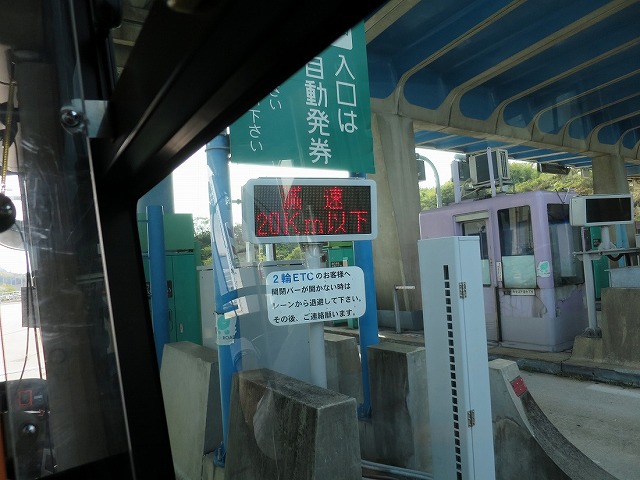 入口は
自動発券
下さい
減 速
20Km以下
2輪ETCのお客様へ
開閉バーが開かない時は
レーンから退避して下さい。
その後、ご連絡願います。